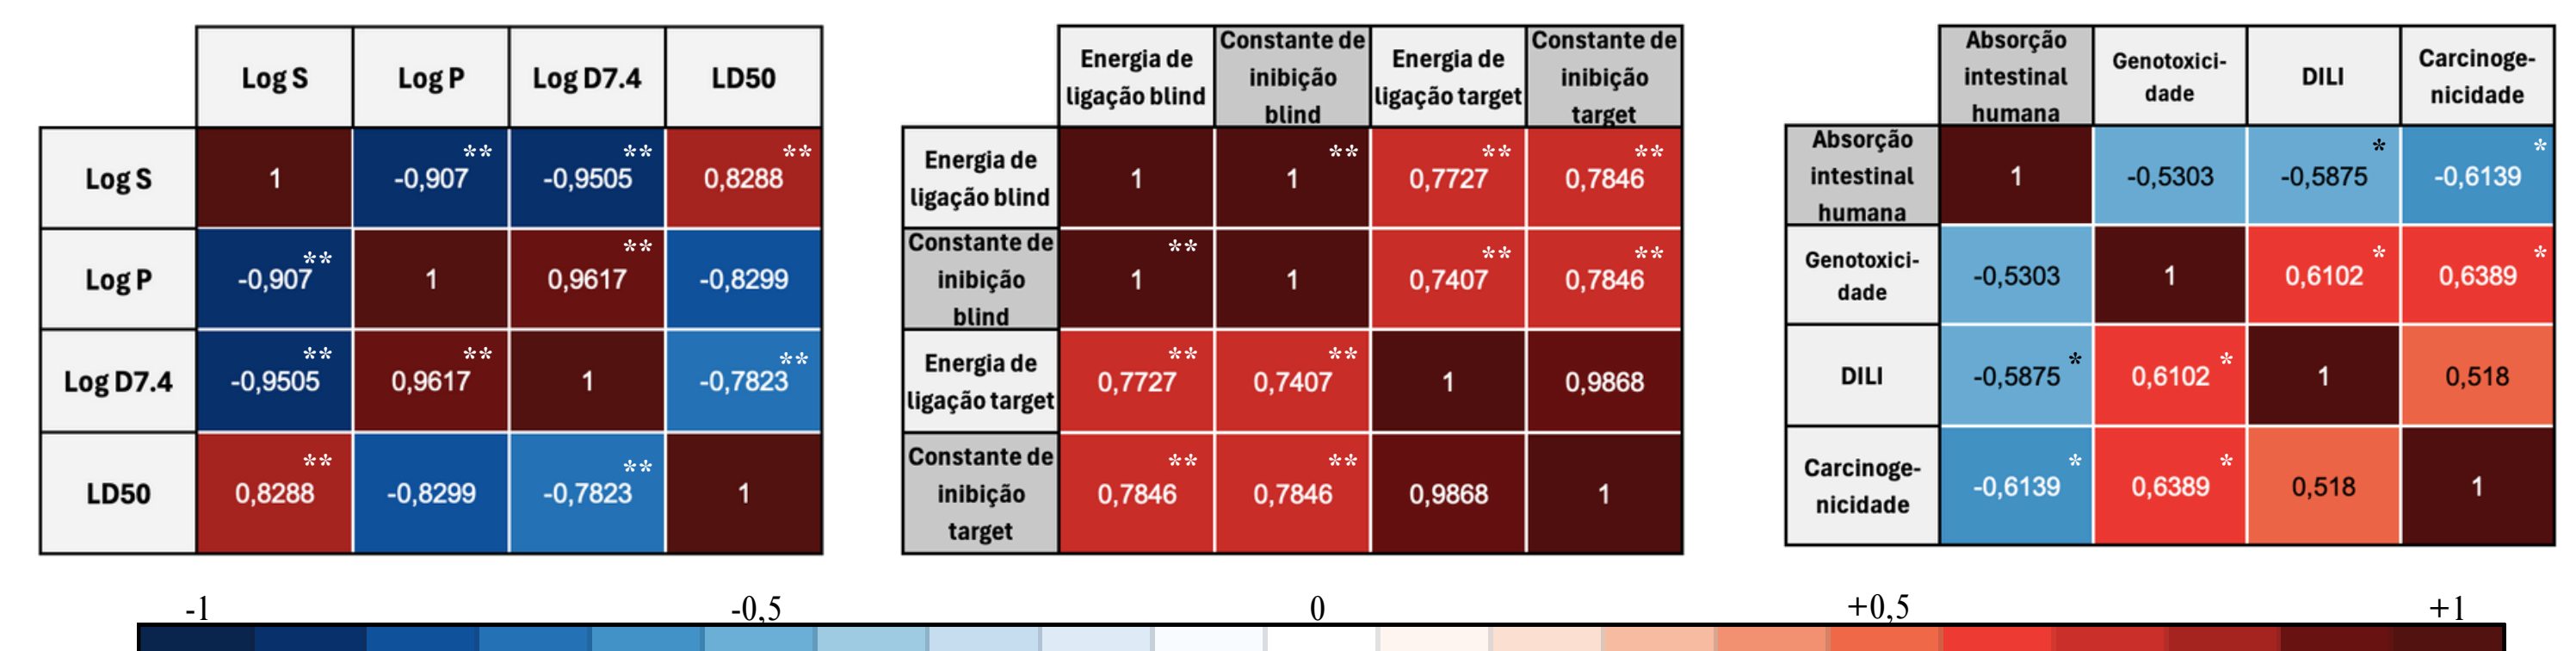 Log S Log P Log D7.4 LD50
Log S 1 -0,907** -0,9505** 0,8288**
Log P -0,907** 1 0,9617** -0,8299
Log D7.4 -0,9505** 0,9617** 1 -0,7823**
LD50 0,8288** -0,8299 -0,7823** 1
Energia de
ligação blind
Constante de
inibição
blind
Energia de
ligação target
Constante de
inibição
target
Energia de
ligação blind
1 1** 0,7727** 0,7846**
Constante de
inibição
blind
1** 1 0,7407** 0,7846**
Energia de
ligação target
0,7727** 0,7407** 1 0,9868
Constante de
inibição
target
0,7846** 0,7846** 0,9868 1
Absorção
intestinal
humana
Genotoxici-
dade
DILI
Carcinoge-
nicidade
Absorção
intestinal
humana
1 -0,5303 -0,5875* -0,6139*
Genotoxici-
dade
-0,5303 1 0,6102* 0,6389*
DILI -0,5875* 0,6102* 1 0,518
Carcinoge-
nicidade
-0,6139* 0,6389* 0,518 1
-1 -0,5 0 +0,5 +1